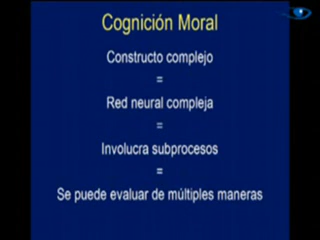 Cognición Moral
Constructo complejo
=
Red neural compleja
=
Involucra subprocesos
=
Se puede evaluar de múltiples maneras